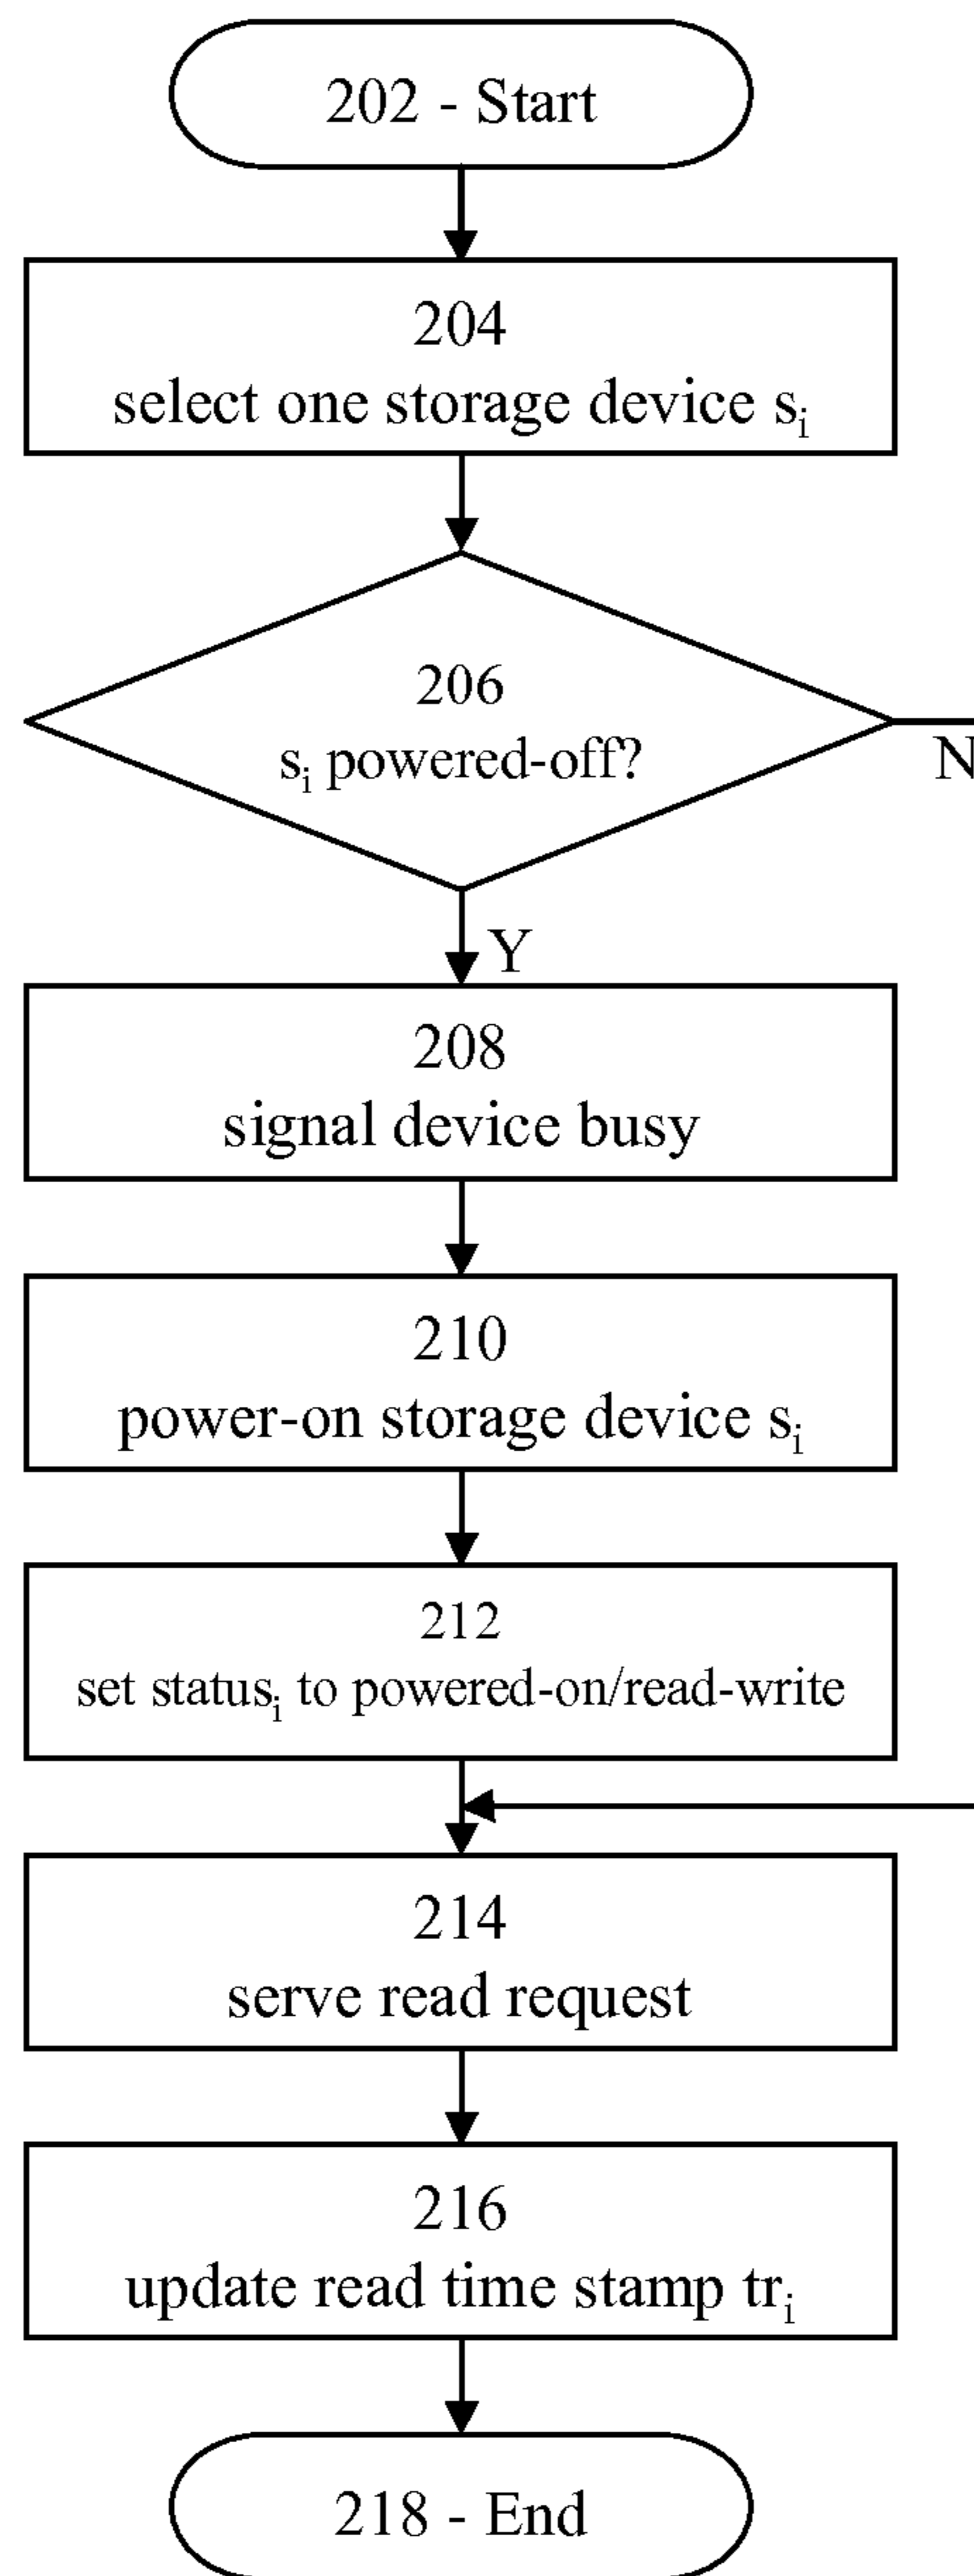 202 - Start
204
select one storage device sᵢ
206
sᵢ powered-off?
N
Y
208
signal device busy
210
power-on storage device sᵢ
212
set statusᵢ to powered-on/read-write
214
serve read request
216
update read time stamp trᵢ
218 - End